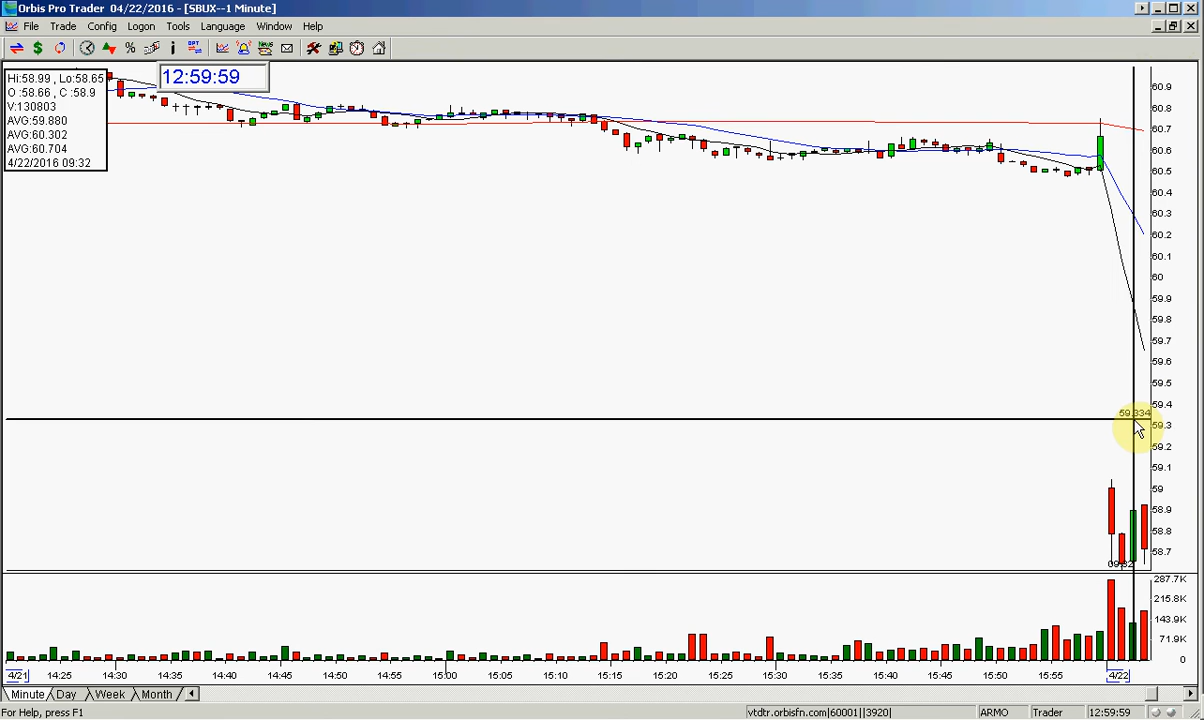 Orbis Pro Trader 04/22/2016 - [SBUX--1 Minute]
File Trade Config Logon Tools Language Window Help
12:59:59
Hi:58.99 , Lo:58.65
O :58.66 , C :58.9
V:130803
AVG:59.880
AVG:60.302
AVG:60.704
4/22/2016 09:32
60.9
60.8
60.7
60.6
60.5
60.4
60.3
60.2
60.1
60
59.9
59.8
59.7
59.6
59.5
59.4
59.334
59.3
59.2
59.1
59
58.9
58.8
58.7
09:32
287.7K
215.8K
143.9K
71.9K
0
4/21 14:25 14:30 14:35 14:40 14:45 14:50 14:55 15:00 15:05 15:10 15:15 15:20 15:25 15:30 15:35 15:40 15:45 15:50 15:55 4/22
Minute Day Week Month
For Help, press F1 vtdtr.orbisfn.com|60001||3920| ARMO Trader 12:59:59